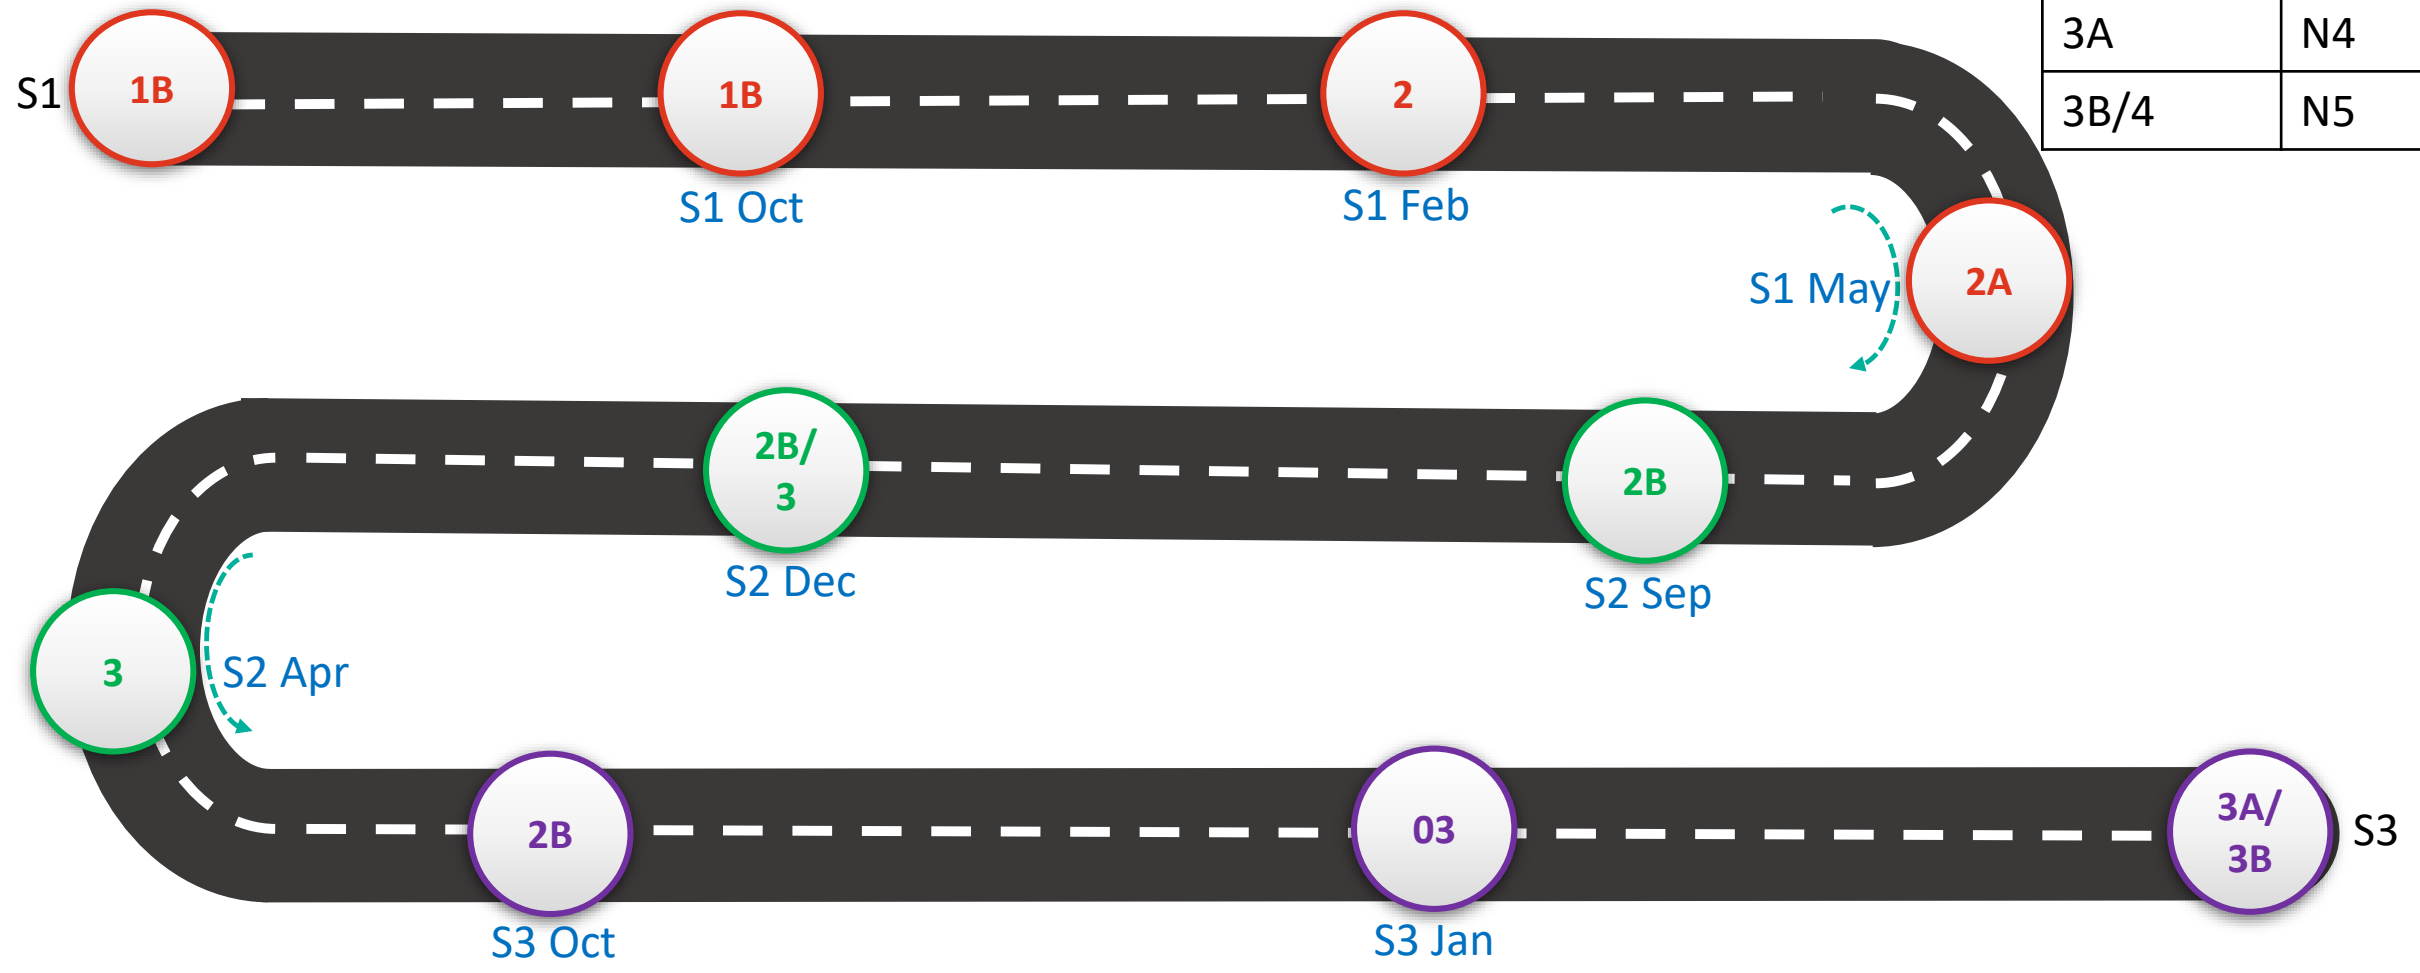 S1
1B
1B
2
3A N4
3B/4 N5
S1 Oct
S1 Feb
S1 May
2A
2B/
3
2B
S2 Dec
S2 Sep
3
S2 Apr
2B
03
3A/
3B
S3
S3 Oct
S3 Jan